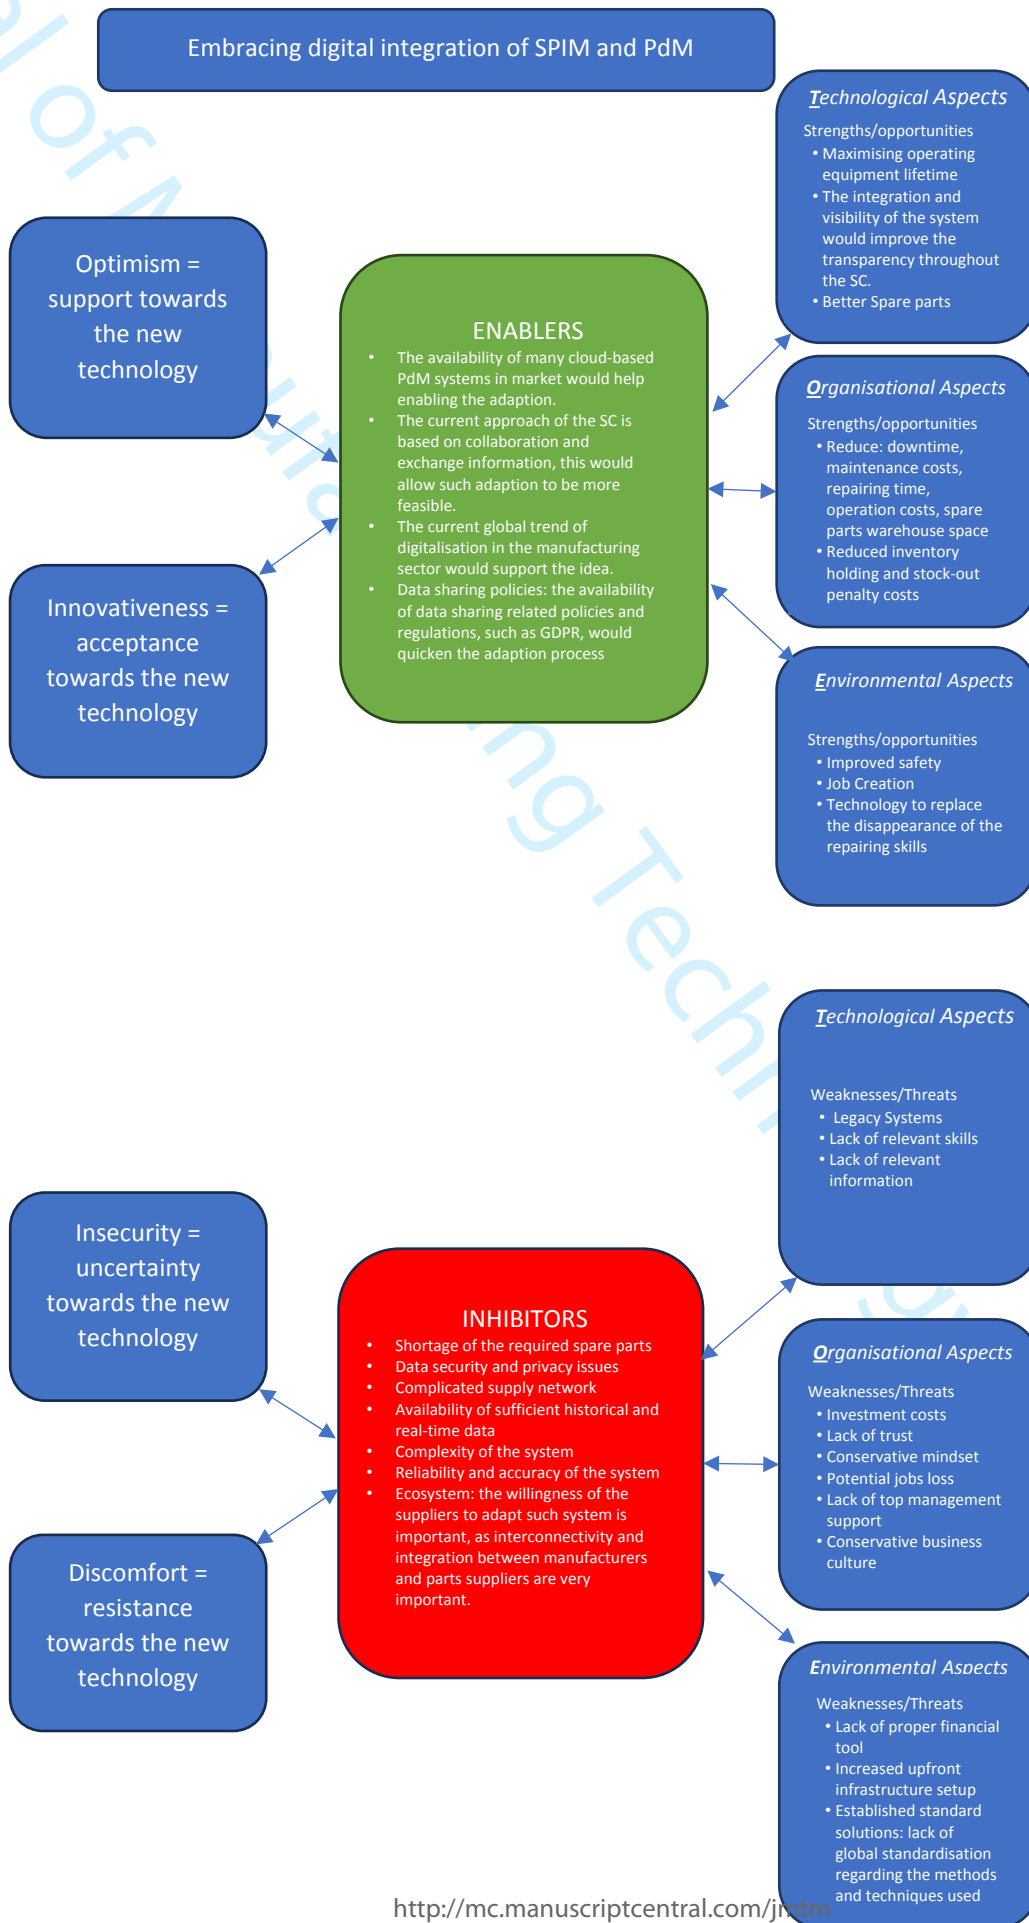 Embracing digital integration of SPIM and PdM
Optimism =
support towards
the new
technology
Innovativeness =
acceptance
towards the new
technology
ENABLERS
• The availability of many cloud-based
PdM systems in market would help
enabling the adaption.
• The current approach of the SC is
based on collaboration and
exchange information, this would
allow such adaption to be more
feasible.
• The current global trend of
digitalisation in the manufacturing
sector would support the idea.
• Data sharing policies: the availability
of data sharing related policies and
regulations, such as GDPR, would
quicken the adaption process
Technological Aspects
Strengths/opportunities
• Maximising operating
equipment lifetime
• The integration and
visibility of the system
would improve the
transparency throughout
the SC.
• Better Spare parts
Organisational Aspects
Strengths/opportunities
• Reduce: downtime,
maintenance costs,
repairing time,
operation costs, spare
parts warehouse space
• Reduced inventory
holding and stock-out
penalty costs
Environmental Aspects
Strengths/opportunities
• Improved safety
• Job Creation
• Technology to replace
the disappearance of the
repairing skills
Insecurity =
uncertainty
towards the new
technology
Discomfort =
resistance
towards the new
technology
INHIBITORS
• Shortage of the required spare parts
• Data security and privacy issues
• Complicated supply network
• Availability of sufficient historical and
real-time data
• Complexity of the system
• Reliability and accuracy of the system
• Ecosystem: the willingness of the
suppliers to adapt such system is
important, as interconnectivity and
integration between manufacturers
and parts suppliers are very
important.
Technological Aspects
Weaknesses/Threats
• Legacy Systems
• Lack of relevant skills
• Lack of relevant
information
Organisational Aspects
Weaknesses/Threats
• Investment costs
• Lack of trust
• Conservative mindset
• Potential jobs loss
• Lack of top management
support
• Conservative business
culture
Environmental Aspects
Weaknesses/Threats
• Lack of proper financial
tool
• Increased upfront
infrastructure setup
• Established standard
solutions: lack of
global standardisation
regarding the methods
and techniques used
http://mc.manuscriptcentral.com/jmtm